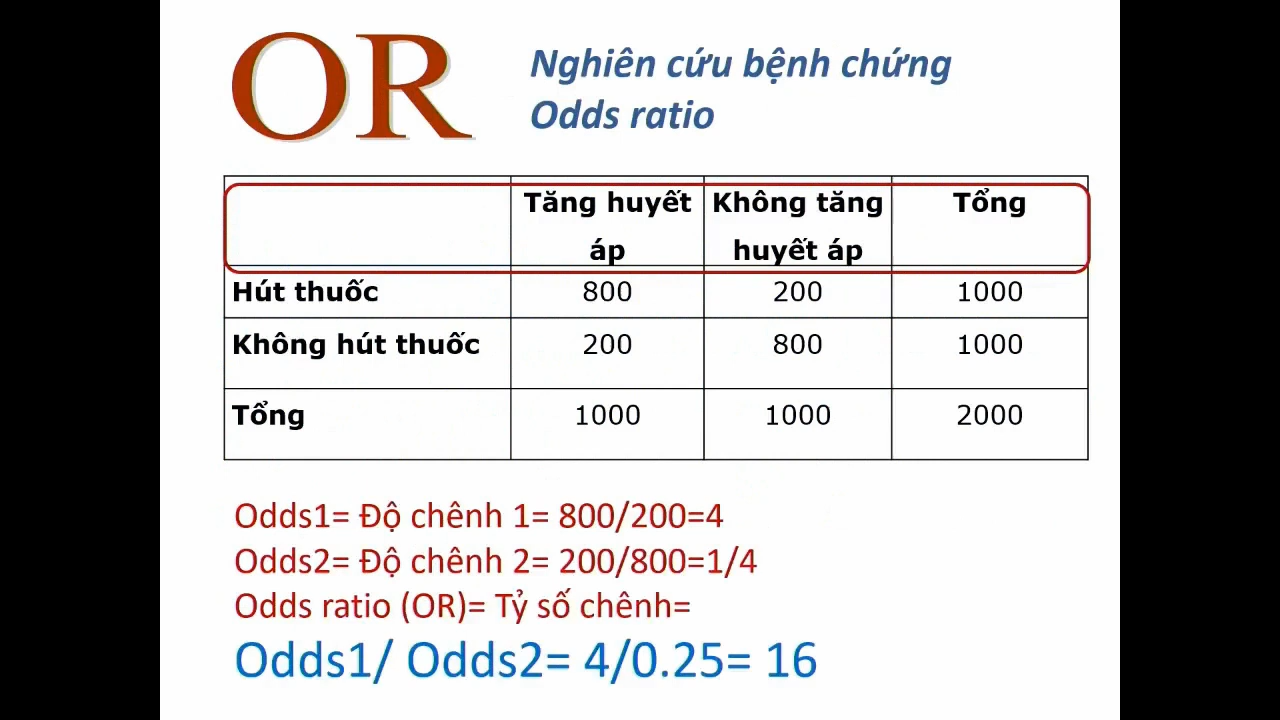 OR
Nghiên cứu bệnh chứng
Odds ratio
Tăng huyết áp Không tăng huyết áp Tổng
Hút thuốc 800 200 1000
Không hút thuốc 200 800 1000
Tổng 1000 1000 2000
Odds1= Độ chênh 1= 800/200=4
Odds2= Độ chênh 2= 200/800=1/4
Odds ratio (OR)= Tỷ số chênh=
Odds1/ Odds2= 4/0.25= 16